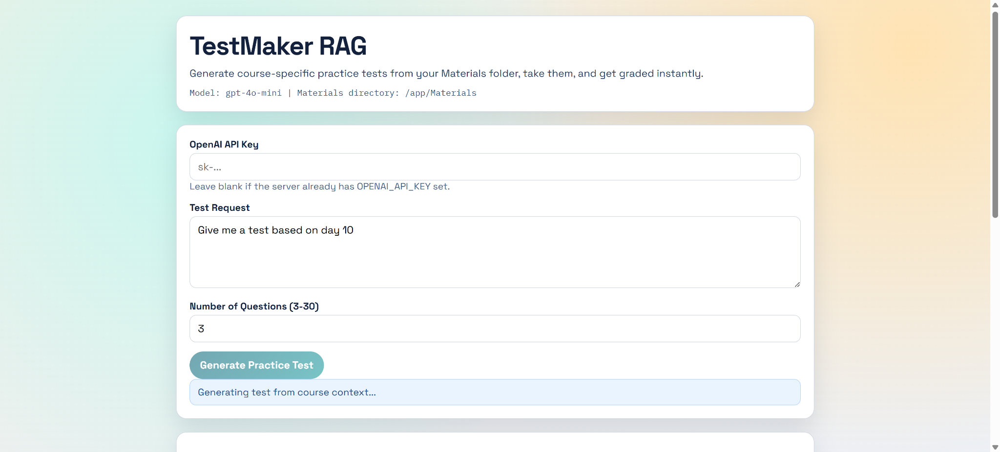 TestMaker RAG
Generate course-specific practice tests from your Materials folder, take them, and get graded instantly.
Model: gpt-4o-mini | Materials directory: /app/Materials
OpenAI API Key
sk-...
Leave blank if the server already has OPENAI_API_KEY set.
Test Request
Give me a test based on day 10
Number of Questions (3-30)
3
Generate Practice Test
Generating test from course context...